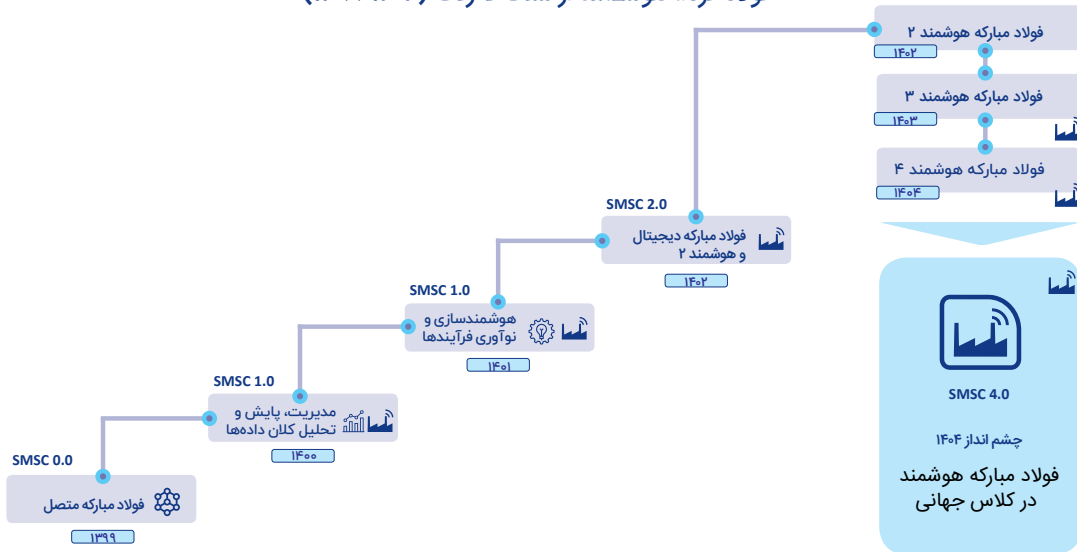 فولاد مبارکه هوشمند ۲
۱۴۰۲
فولاد مبارکه هوشمند ۳
۱۴۰۳
فولاد مبارکه هوشمند ۴
۱۴۰۴
SMSC 2.0
فولاد مبارکه دیجیتال
و هوشمند ۲
۱۴۰۲
SMSC 1.0
هوشمندسازی و
نوآوری فرآیندها
۱۴۰۱
SMSC 1.0
مدیریت، پایش و
تحلیل کلان داده‌ها
۱۴۰۰
SMSC 0.0
فولاد مبارکه متصل
۱۳۹۹
SMSC 4.0
چشم انداز ۱۴۰۴
فولاد مبارکه هوشمند
در کلاس جهانی